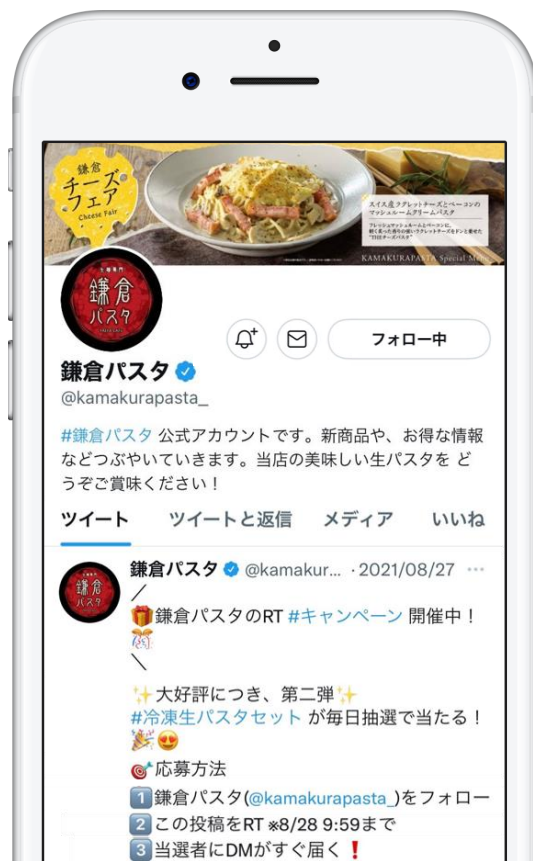 鎌倉
チーズ
フェア
Cheese Fair
スイス産ラクレットチーズとベーコンの
マッシュルームクリームパスタ
KAMAKURAPASTA Special Menu
鎌倉
パスタ
フォロー中
鎌倉パスタ
@kamakurapasta_
#鎌倉パスタ 公式アカウントです。新商品や、お得な情報
などつぶやいていきます。当店の美味しい生パスタを ど
うぞご賞味ください！
ツイート ツイートと返信 メディア いいね
鎌倉
パスタ
鎌倉パスタ @kamakur... ·2021/08/27 ···
／
🎁鎌倉パスタのRT #キャンペーン 開催中！
🎊
＼
✨大好評につき、第二弾✨
#冷凍生パスタセット が毎日抽選で当たる！
🎉😍
🎯応募方法
1️⃣鎌倉パスタ(@kamakurapasta_)をフォロー
2️⃣この投稿をRT ※8/28 9:59まで
3️⃣当選者にDMがすぐ届く❗